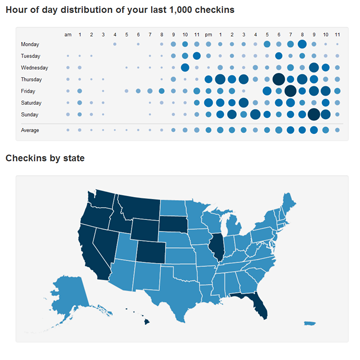 Hour of day distribution of your last 1,000 checkins
am 1 2 3 4 5 6 7 8 9 10 11 pm 1 2 3 4 5 6 7 8 9 10 11
Monday
Tuesday
Wednesday
Thursday
Friday
Saturday
Sunday
Average
Checkins by state